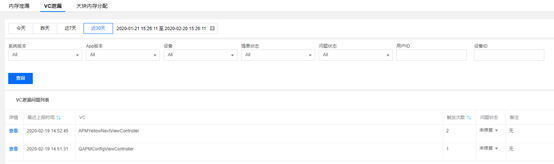 内存泄漏 VC泄漏 大块内存分配
今天 昨天 近7天 近30天 2020-01-21 15:26:11 至 2020-02-20 15:26:11
系统版本 App版本 设备 提单状态 问题状态 用户ID 设备ID
All All All All All
查询
VC泄漏问题列表
详情 最近上报时间 VC 触发次数 问题状态 备注
查看 2020-02-19 14:52:45 APMYellowNextViewController 2 未修复 无
查看 2020-02-19 14:51:31 QAPMConfigViewController 1 未修复 无